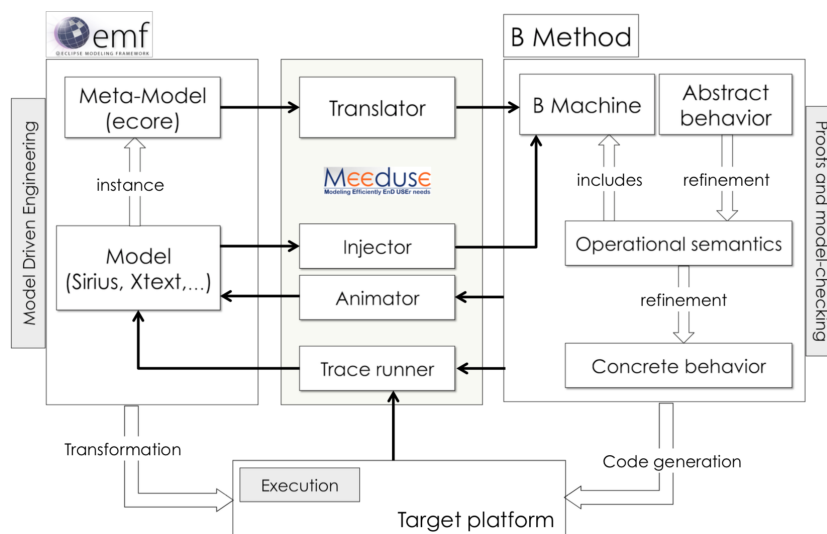 emf
ECLIPSE MODELING FRAMEWORK
B Method
Model Driven Engineering
Meta-Model
(ecore)
instance
Model
(Sirius, Xtext,...)
Translator
Meeduse
Modeling Efficiently EnD USEr needs
Injector
Animator
Trace runner
B Machine
Abstract
behavior
includes
refinement
Operational semantics
refinement
Concrete behavior
Proots and model-checking
Transformation
Code generation
Execution
Target platform